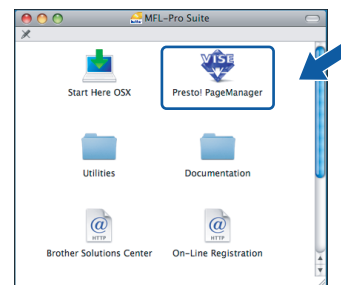 MFL-Pro Suite
VISE
Start Here OSX
Presto! PageManager
Utilities
Documentation
@
HTTP
@
HTTP
Brother Solutions Center
On-Line Registration